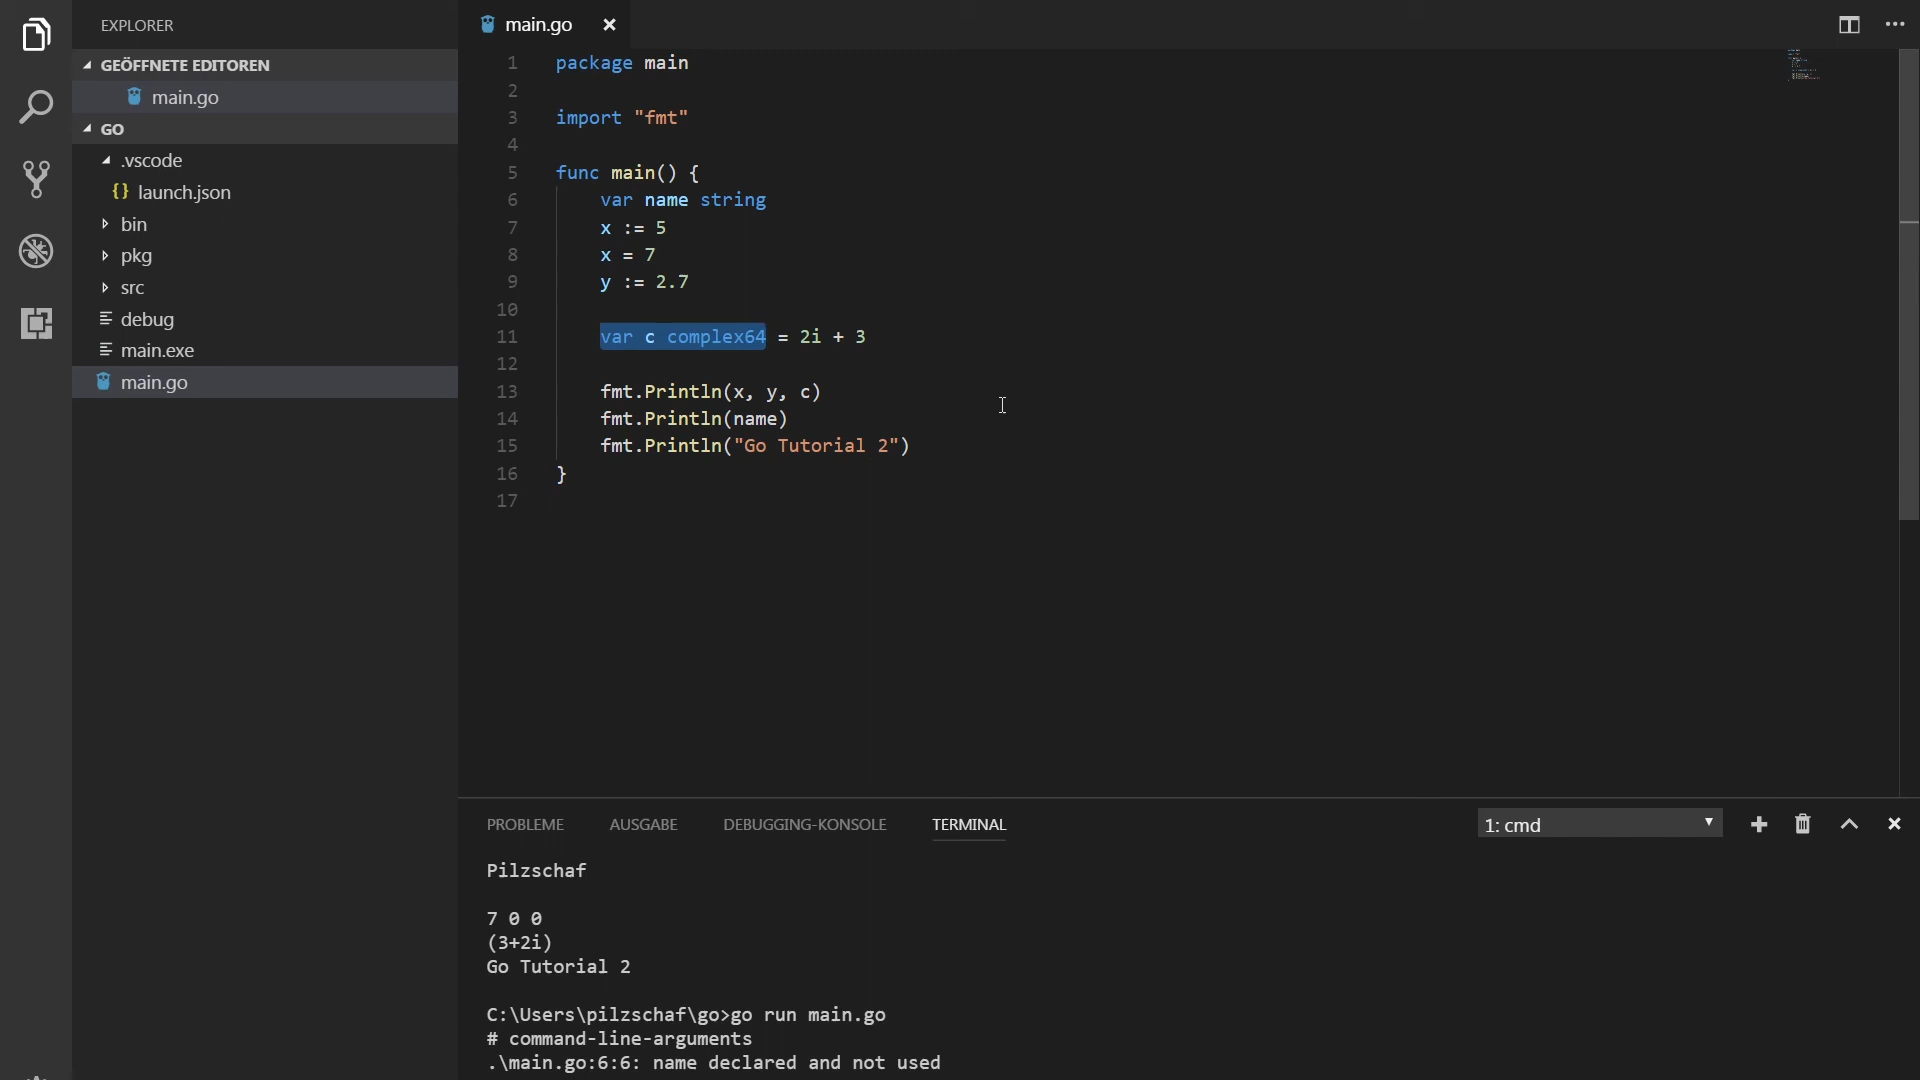 EXPLORER
GEÖFFNETE EDITOREN
main.go
GO
.vscode
{} launch.json
bin
pkg
src
debug
main.exe
main.go
main.go
1 package main
2
3 import "fmt"
4
5 func main() {
6 var name string
7 x := 5
8 x = 7
9 y := 2.7
10
11 var c complex64 = 2i + 3
12
13 fmt.Println(x, y, c)
14 fmt.Println(name)
15 fmt.Println("Go Tutorial 2")
16 }
17
PROBLEME AUSGABE DEBUGGING-KONSOLE TERMINAL 1: cmd
Pilzschaf
7 0 0
(3+2i)
Go Tutorial 2
C:\Users\pilzschaf\go>go run main.go
# command-line-arguments
.\main.go:6:6: name declared and not used